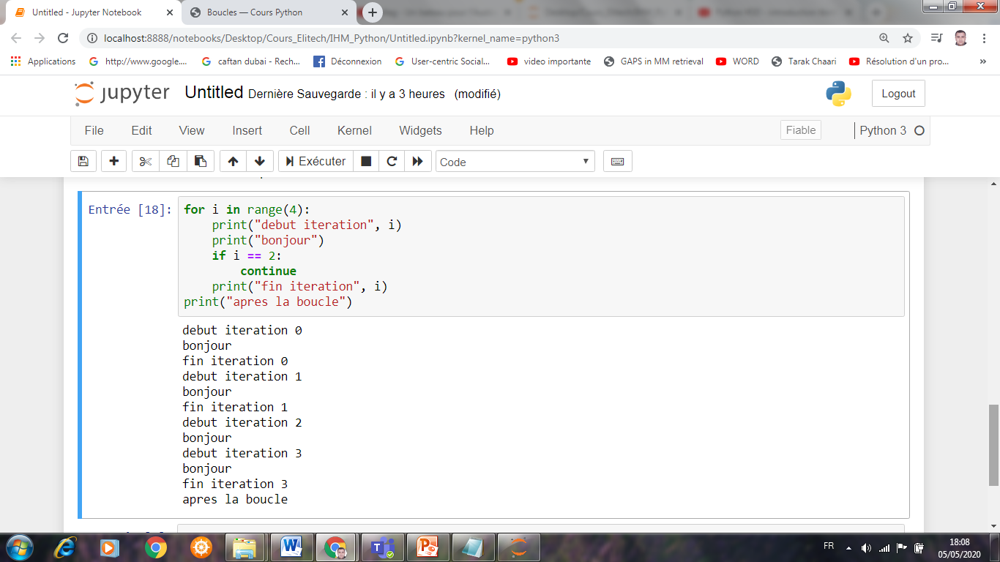 Untitled - Jupyter Notebook
Boucles — Cours Python
localhost:8888/notebooks/Desktop/Cours_Elitech/IHM_Python/Untitled.ipynb?kernel_name=python3
Applications
http://www.google....
caftan dubai - Rech...
Déconnexion
User-centric Social...
video importante
GAPS in MM retrieval
WORD
Tarak Chaari
Résolution d'un pro...
»
jupyter Untitled Dernière Sauvegarde : il y a 3 heures (modifié)
Logout
File Edit View Insert Cell Kernel Widgets Help
Fiable
Python 3
Exécuter
Code
Entrée [18]:
for i in range(4):
    print("debut iteration", i)
    print("bonjour")
    if i == 2:
        continue
    print("fin iteration", i)
print("apres la boucle")
debut iteration 0
bonjour
fin iteration 0
debut iteration 1
bonjour
fin iteration 1
debut iteration 2
bonjour
debut iteration 3
bonjour
fin iteration 3
apres la boucle
FR
18:08
05/05/2020